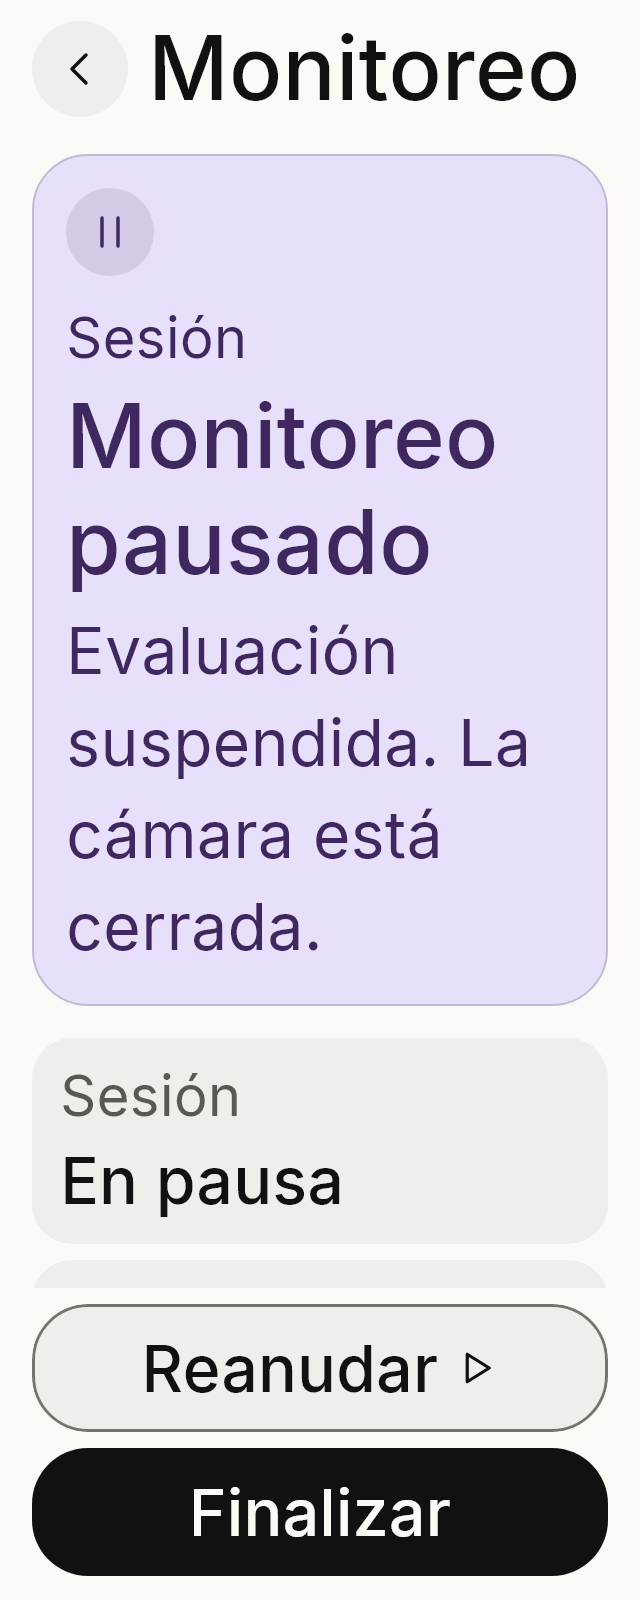 Monitoreo
Sesión
Monitoreo
pausado
Evaluación
suspendida. La
cámara está
cerrada.
Sesión
En pausa
Reanudar
Finalizar